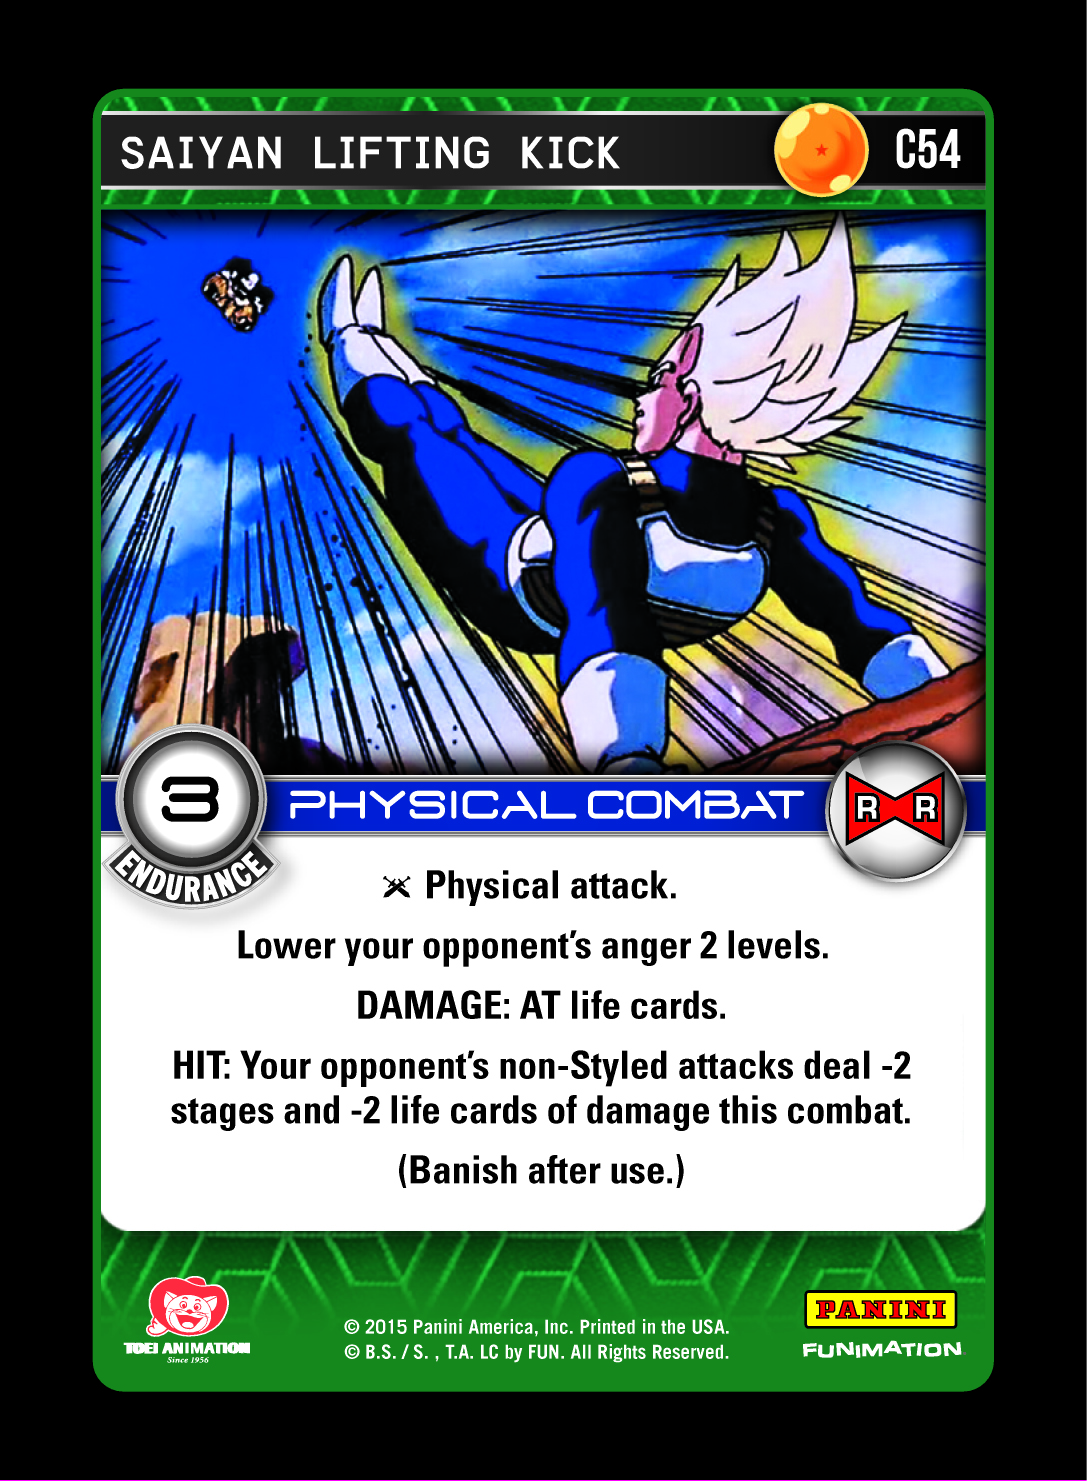 SAIYAN LIFTING KICK
C54
3
ENDURANCE
PHYSICAL COMBAT
R R
Physical attack.
Lower your opponent’s anger 2 levels.
DAMAGE: AT life cards.
HIT: Your opponent’s non-Styled attacks deal -2
stages and -2 life cards of damage this combat.
(Banish after use.)
TOEI ANIMATION
Since 1956
© 2015 Panini America, Inc. Printed in the USA.
© B.S. / S. , T.A. LC by FUN. All Rights Reserved.
PANINI
FUNIMATION